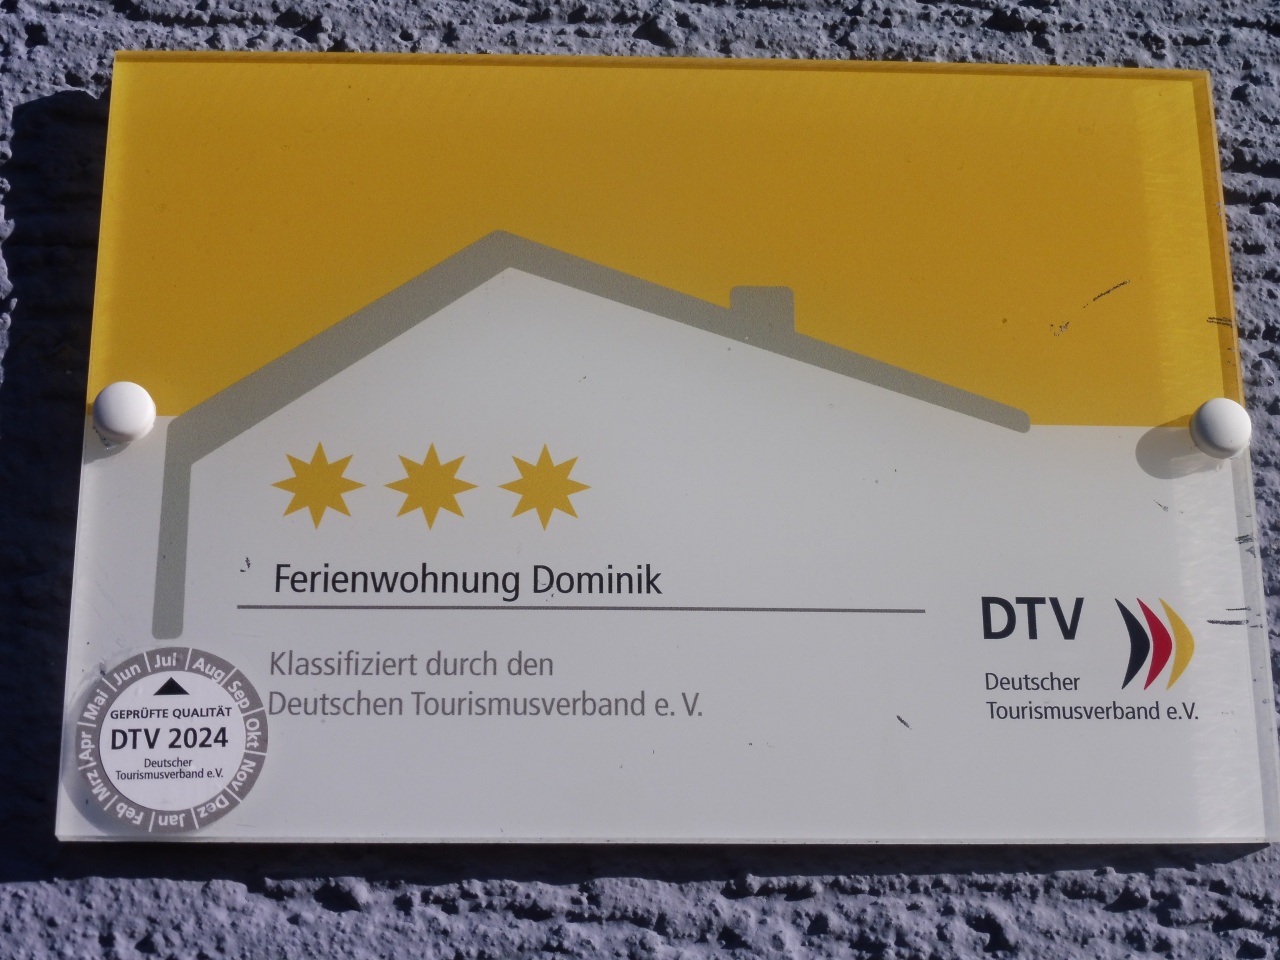 Ferienwohnung Dominik
Klassifiziert durch den
Deutschen Tourismusverband e. V.
DTV
Deutscher
Tourismusverband e.V.
Jan | Feb | Mrz | Apr | Mai | Jun | Jul | Aug | Sep | Okt | Nov | Dez
GEPRÜFTE QUALITÄT
DTV 2024
Deutscher
Tourismusverband e.V.